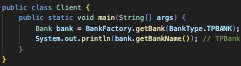 public class Client {
public static void main(String[] args) {
Bank bank = BankFactory.getBank(BankType.TPBANK);
System.out.println(bank.getBankName()); // TPBank
}
}